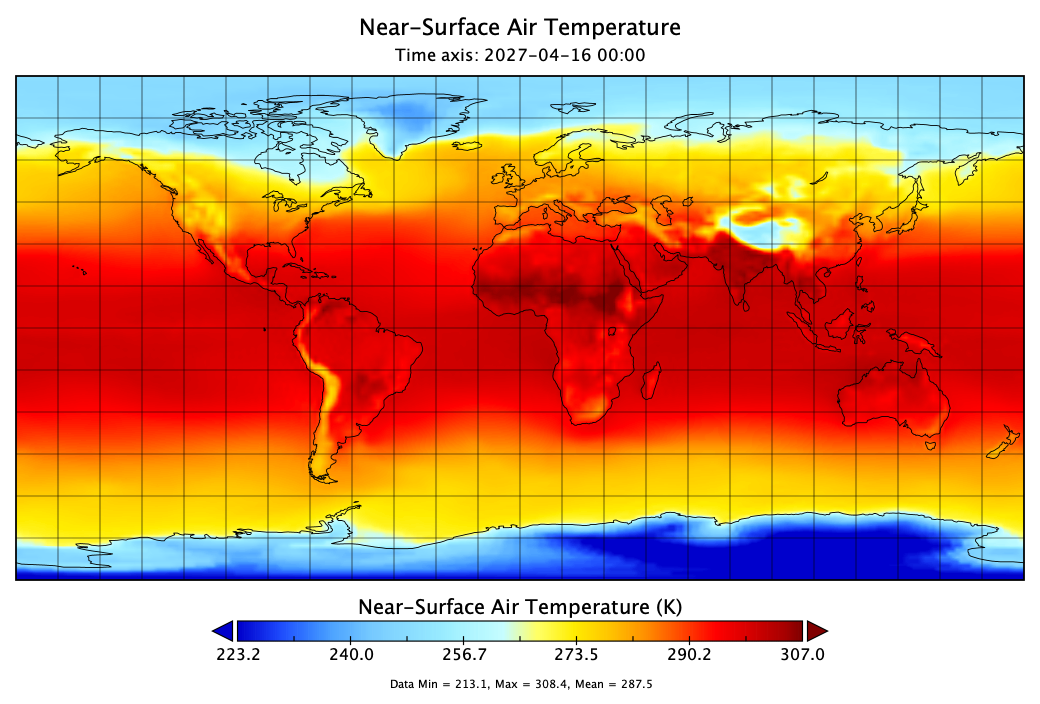 Near-Surface Air Temperature
Time axis: 2027-04-16 00:00
Near-Surface Air Temperature (K)
223.2 240.0 256.7 273.5 290.2 307.0
Data Min = 213.1, Max = 308.4, Mean = 287.5